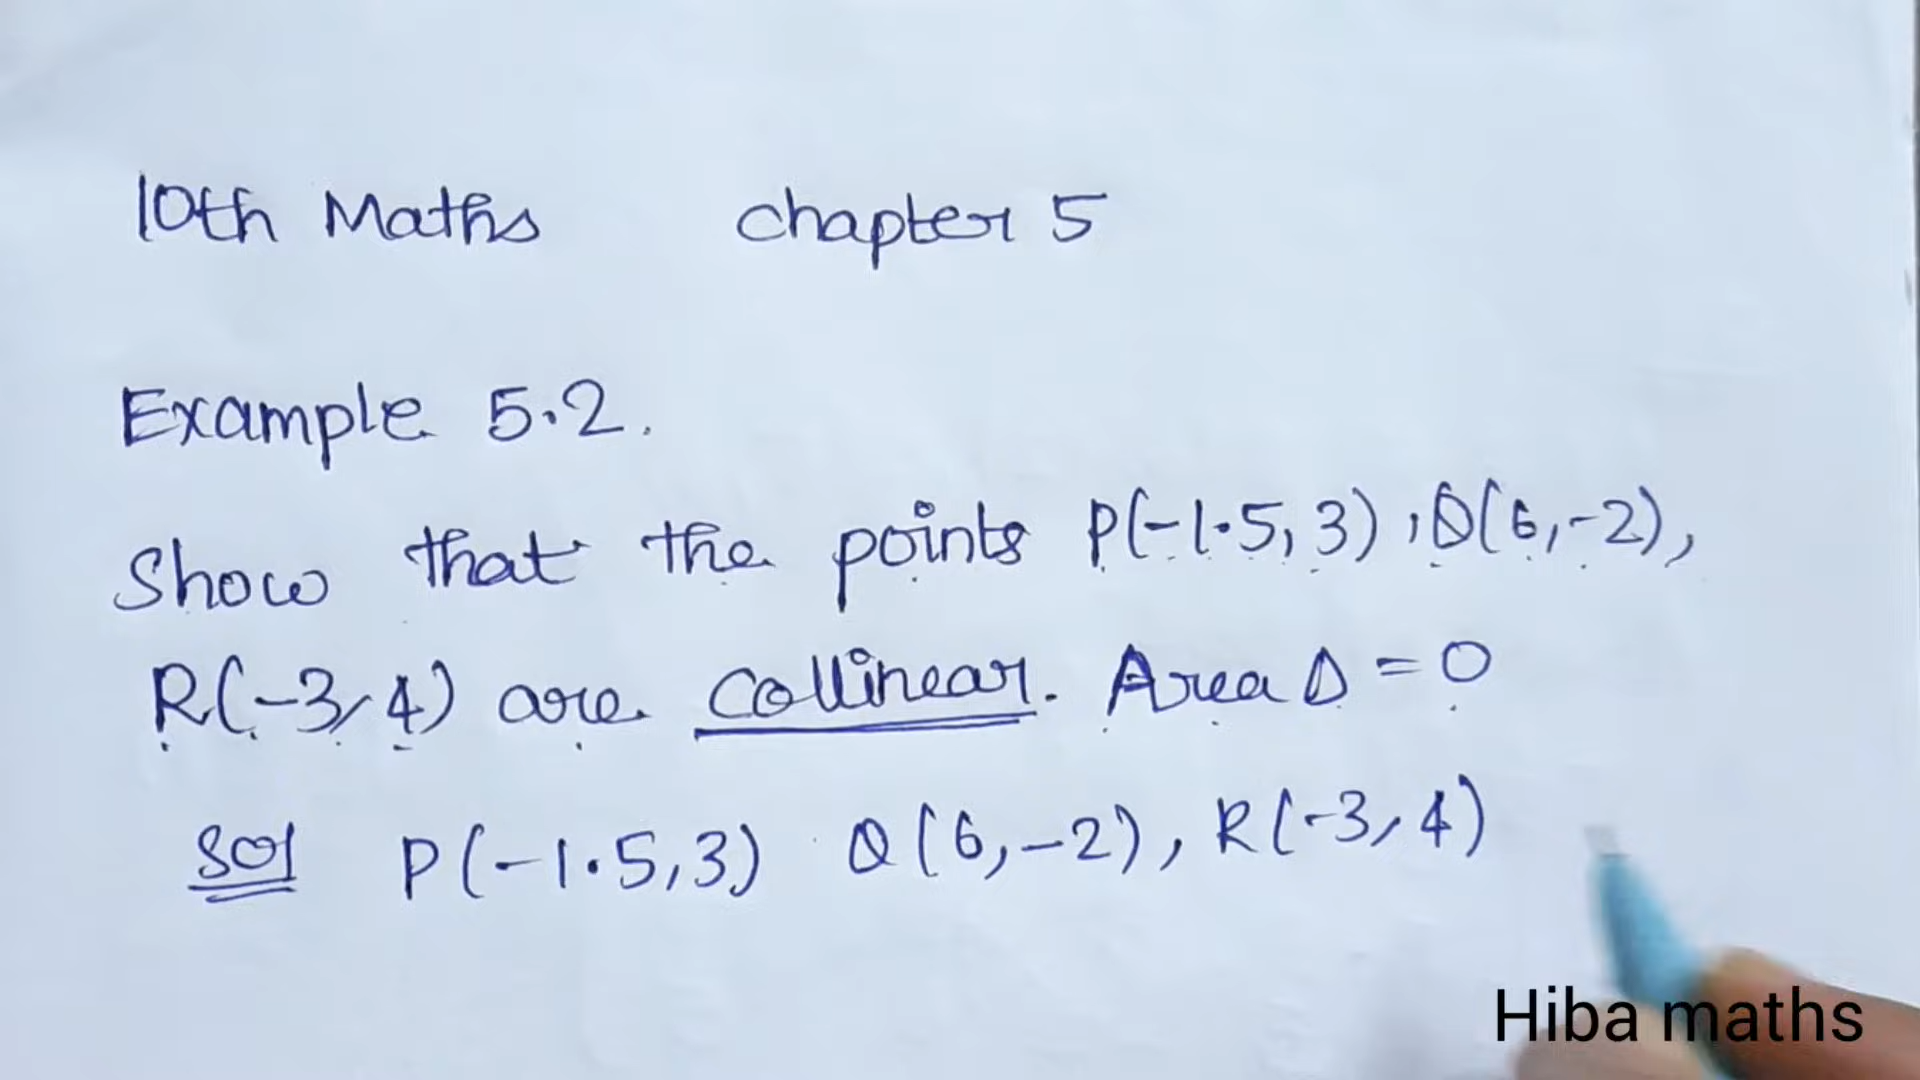 10th Maths chapter 5
Example 5.2.
Show that the points P(-1.5, 3), Q(6, -2),
R(-3, 4) are collinear. Area Δ = 0
Sol P(-1.5, 3) Q(6, -2), R(-3, 4)
Hiba maths